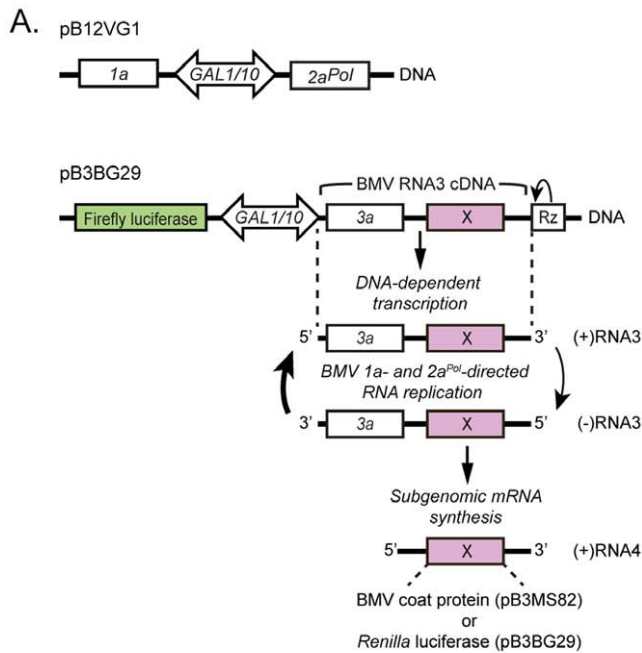 A.
pB12VG1
1a GAL1/10 2aPol DNA
pB3BG29
BMV RNA3 cDNA
Firefly luciferase GAL1/10 3a X Rz DNA
DNA-dependent
transcription
5’ 3a X 3’ (+)RNA3
BMV 1a- and 2aPol-directed
RNA replication
3’ 3a X 5’ (-)RNA3
Subgenomic mRNA
synthesis
5’ X 3’ (+)RNA4
BMV coat protein (pB3MS82)
or
Renilla luciferase (pB3BG29)